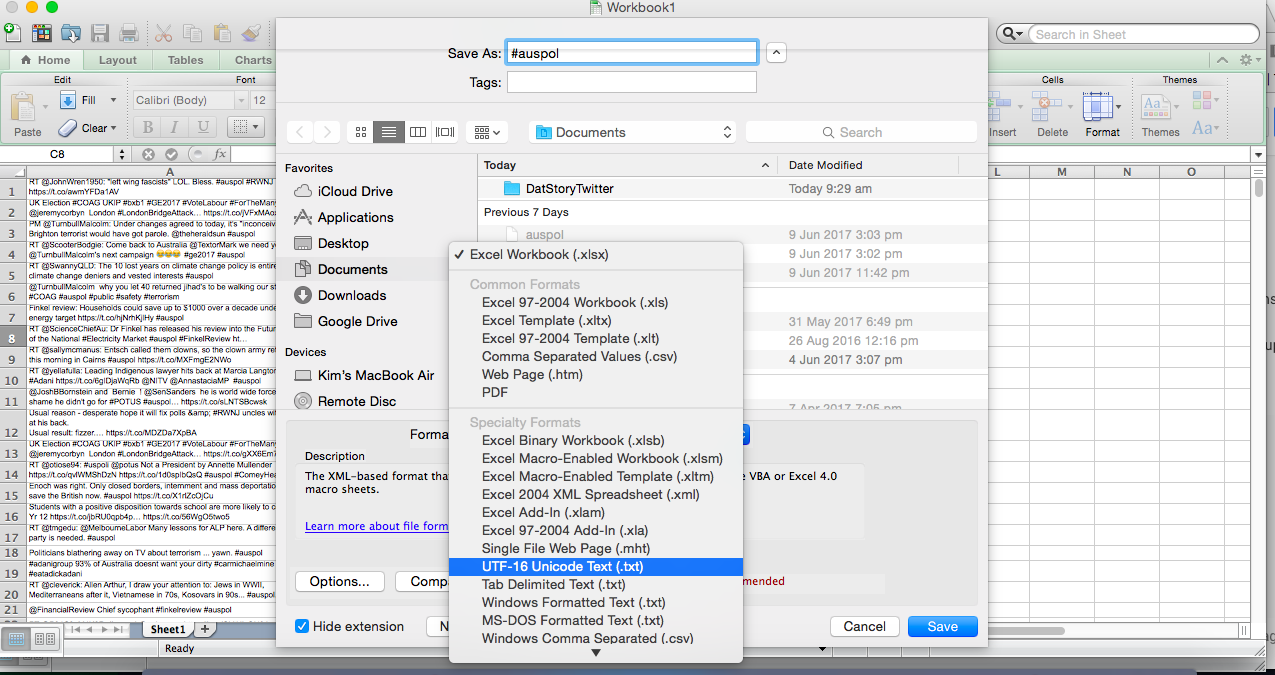 Workbook1
Search in Sheet
Save As: #auspol
Tags:
Home Layout Tables Charts
Edit Font Cells Themes
Paste Fill Clear Calibri (Body) 12 B I U
Insert Delete Format Themes Aa
Documents Search
C8 fx
A L M N O
Favorites
iCloud Drive
Applications
Desktop
Documents
Downloads
Google Drive
Devices
Kim's MacBook Air
Remote Disc
Today Date Modified
DatStoryTwitter Today 9:29 am
Previous 7 Days
auspol 9 Jun 2017 3:03 pm
9 Jun 2017 3:02 pm
9 Jun 2017 11:42 pm
31 May 2017 6:49 pm
26 Aug 2016 12:16 pm
4 Jun 2017 3:07 pm
7 Apr 2017 7:05 pm
✓ Excel Workbook (.xlsx)
Common Formats
Excel 97-2004 Workbook (.xls)
Excel Template (.xltx)
Excel 97-2004 Template (.xlt)
Comma Separated Values (.csv)
Web Page (.htm)
PDF
Specialty Formats
Excel Binary Workbook (.xlsb)
Excel Macro-Enabled Workbook (.xlsm)
Excel Macro-Enabled Template (.xltm)
Excel 2004 XML Spreadsheet (.xml)
Excel Add-In (.xlam)
Excel 97-2004 Add-In (.xla)
Single File Web Page (.mht)
UTF-16 Unicode Text (.txt)
Tab Delimited Text (.txt)
Windows Formatted Text (.txt)
MS-DOS Formatted Text (.txt)
Windows Comma Separated (.csv)
Forma
Description
The XML-based format tha e VBA or Excel 4.0
macro sheets.
Learn more about file form
Options... Compa mended
Hide extension N Cancel Save
1 RT @JohnWren1950: "left wing fascists" LOL. Bless. #auspol #RWNJ
https://t.co/awmYFDa1AV
2 UK Election #COAG UKIP #bxb1 #GE2017 #VoteLabour #ForTheMany
@jeremycorbyn London #LondonBridgeAttack… https://t.co/jVFxMAo
3 PM @TurnbullMalcolm: Under changes agreed to today, it's "inconceiv
Brighton terrorist would have got parole. @theheraldsun #auspol
4 RT @ScooterBodgie: Come back to Australia @TextorMark we need yo
@TurnbullMalcolm's next campaign 😂😂😂 #ge2017 #auspol
5 RT @SwannyQLD: The 10 lost years on climate change policy is entire
climate change deniers and vested interests #auspol
6 @TurnbullMalcolm why you let 40 returned jihad's to be walking our st
#COAG #auspol #public #safety #terrorism
7 Finkel review: Households could save up to $1000 over a decade unde
energy target https://t.co/hjNrhKjIHy #auspol
8 RT @ScienceChiefAu: Dr Finkel has released his review into the Futur
of the National #Electricity Market #auspol #FinkelReview ht…
9 RT @sallymcmanus: Entsch called them clowns, so the clown army ret
this morning in Cairns #auspol https://t.co/MXFmgE2NWo
10 RT @yellafulla: Leading Indigenous lawyer hits back at Marcia Langton
#Adani https://t.co/6gIDjaWqRb @NITV @AnnastaciaMP #auspol
11 @JoshBBornstein and Bernie ! @SenSanders he is world wide force
shame he didn't go for #POTUS #auspol… https://t.co/sLNTSBcwsk
12 Usual reason - desperate hope it will fix polls &amp; #RWNJ uncles wi
at his back.
Usual result: fizzer.… https://t.co/MDZDa7XpBA
13 UK Election #COAG UKIP #bxb1 #GE2017 #VoteLabour #ForTheMany
@jeremycorbyn London #LondonBridgeAttack… https://t.co/gXX6Em7
14 RT @otiose94: #uspoli @potus Not a President by Annette Mullender
https://t.co/qvIWMShDzN https://t.co/1d0spIbQsQ #auspol #ComeyHea
15 Enoch was right. Only closed borders, internment and mass deportation
save the British now. #auspol https://t.co/X1rIZcOjCu
16 Students with a positive disposition towards school are more likely to c
Yr 12 https://t.co/jbRU0qpb4p… https://t.co/56WgO5two5
17 RT @tmgedu: @MelbourneLabor Many lessons for ALP here. A differe
party is needed. #auspol
18 Politicians blathering away on TV about terrorism ... yawn. #auspol
19 #adanigroup 93% of Australia doesnt want your dirty #carmichaelmine
#eatadickadani
20 RT @cleverick: Allen Arthur, I draw your attention to: Jews in WWII,
Mediterraneans after it, Vietnamese in 70s, Kosovars in 90s... #auspol
21 @FinancialReview Chief sycophant #finkelreview #auspol
Sheet1
Ready